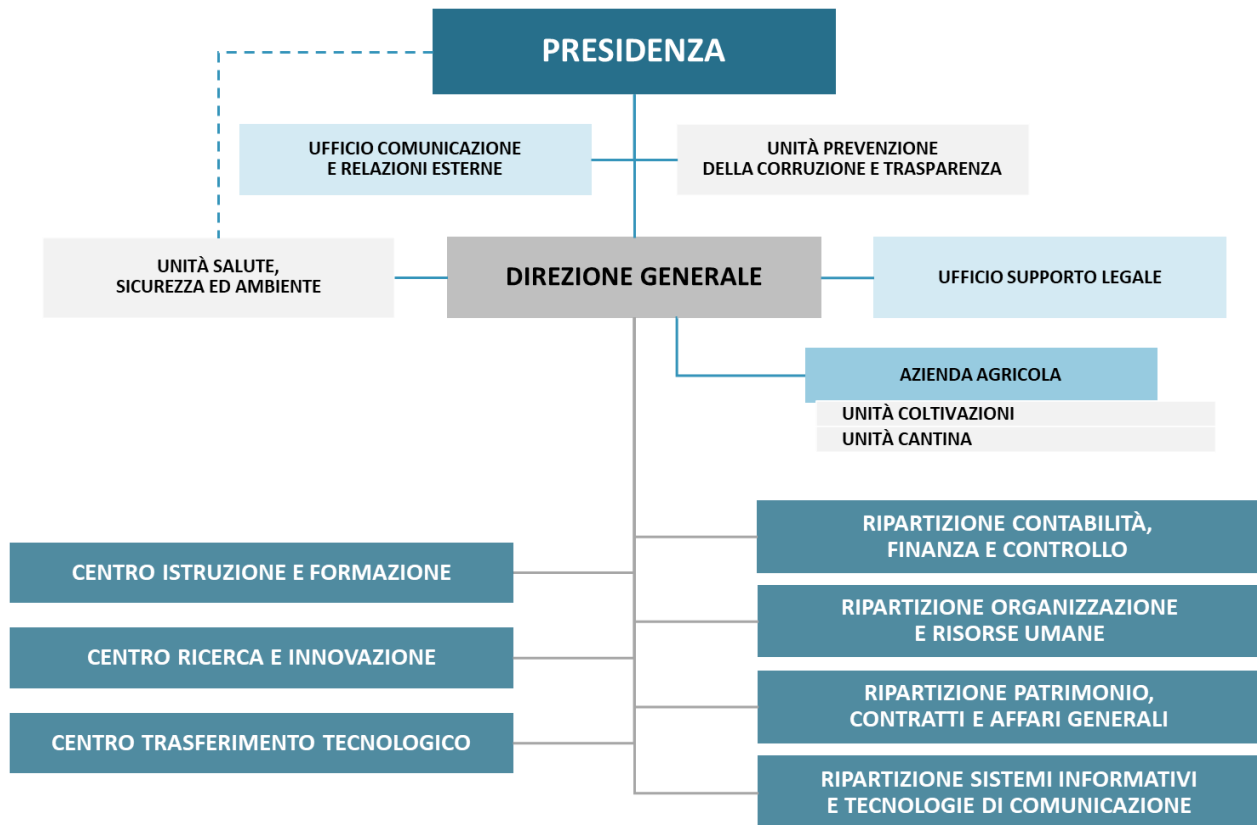 PRESIDENZA
UFFICIO COMUNICAZIONE
E RELAZIONI ESTERNE
UNITÀ PREVENZIONE
DELLA CORRUZIONE E TRASPARENZA
UNITÀ SALUTE,
SICUREZZA ED AMBIENTE
DIREZIONE GENERALE
UFFICIO SUPPORTO LEGALE
AZIENDA AGRICOLA
UNITÀ COLTIVAZIONI
UNITÀ CANTINA
CENTRO ISTRUZIONE E FORMAZIONE
CENTRO RICERCA E INNOVAZIONE
CENTRO TRASFERIMENTO TECNOLOGICO
RIPARTIZIONE CONTABILITÀ,
FINANZA E CONTROLLO
RIPARTIZIONE ORGANIZZAZIONE
E RISORSE UMANE
RIPARTIZIONE PATRIMONIO,
CONTRATTI E AFFARI GENERALI
RIPARTIZIONE SISTEMI INFORMATIVI
E TECNOLOGIE DI COMUNICAZIONE